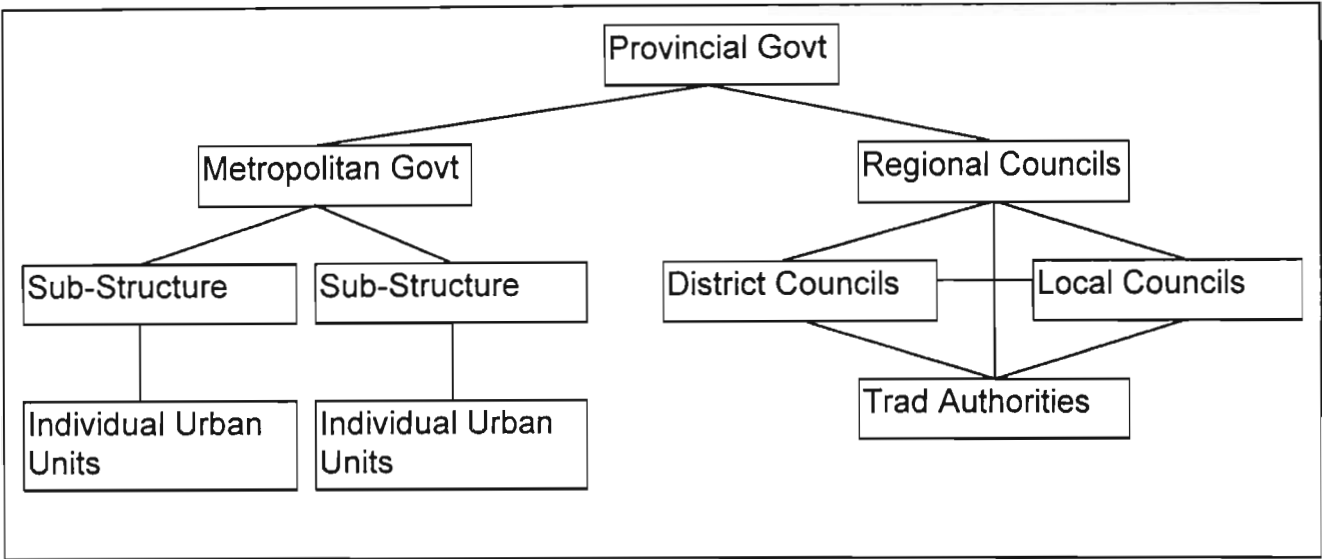 Provincial Govt
Metropolitan Govt
Regional Councils
Sub-Structure
Sub-Structure
District Councils
Local Councils
Individual Urban
Units
Individual Urban
Units
Trad Authorities